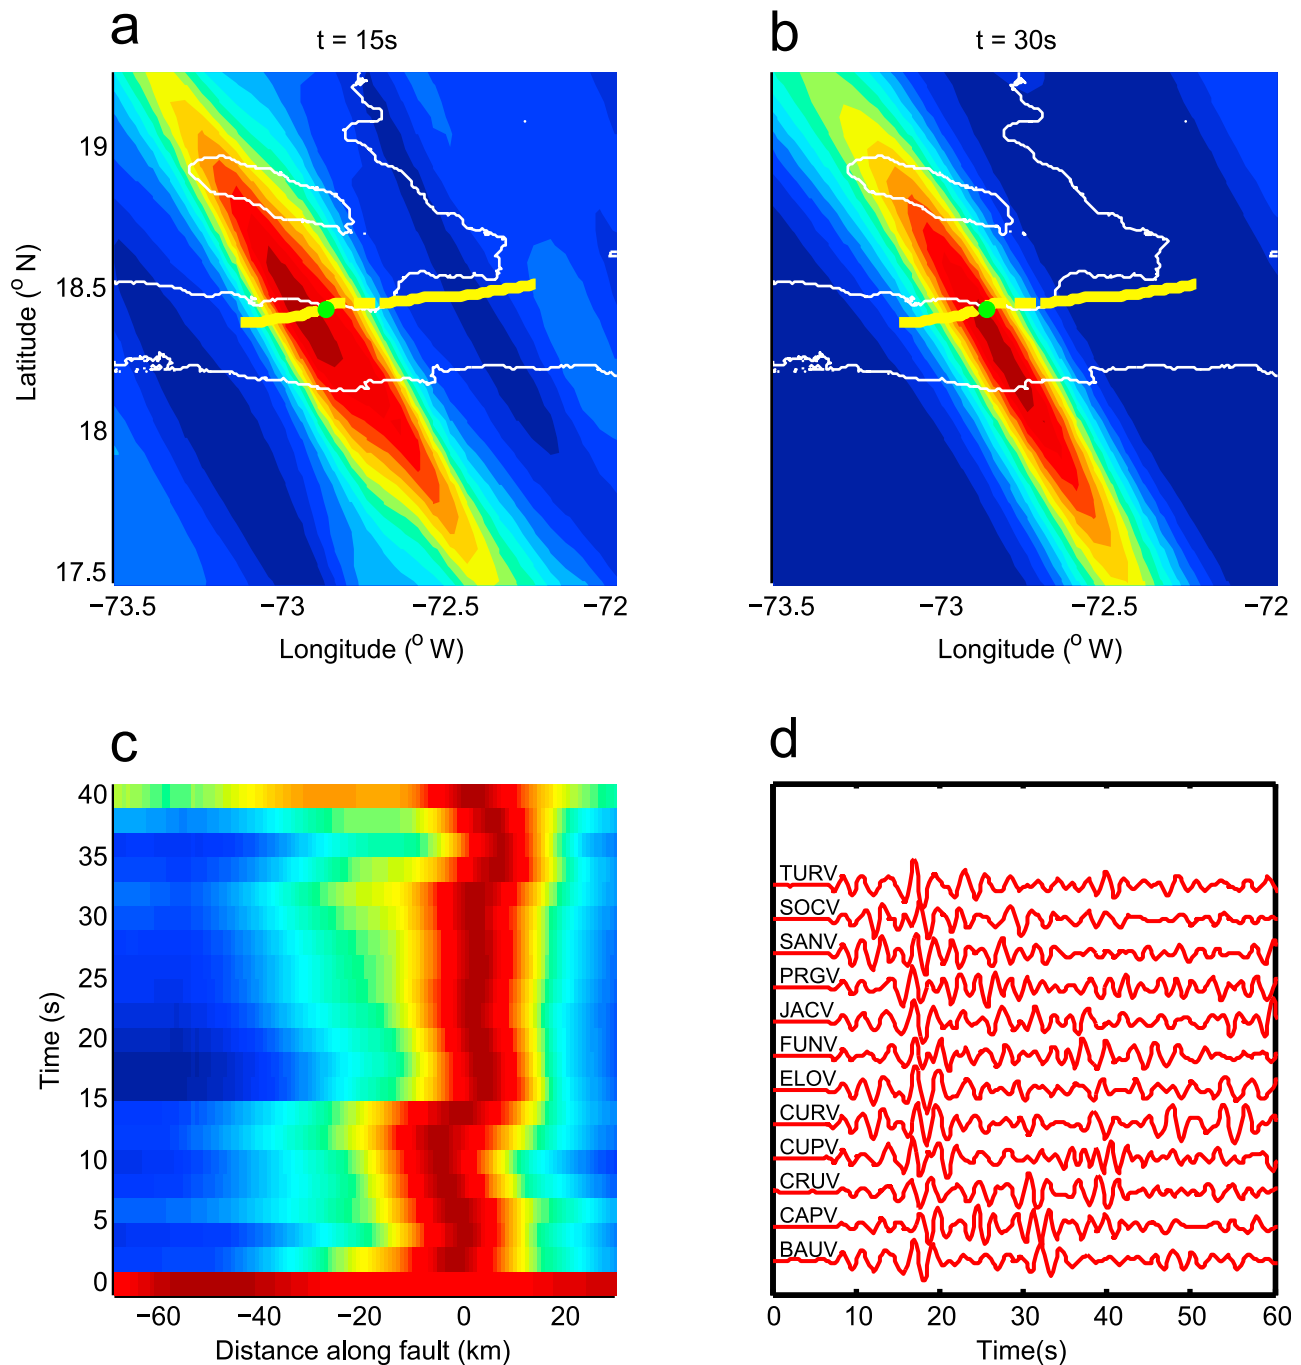 a
t = 15s
b
t = 30s
19
18.5
18
17.5
Latitude (° N)
−73.5
−73
−72.5
−72
Longitude (° W)
−73.5
−73
−72.5
−72
Longitude (° W)
c
40
35
30
25
20
15
10
5
0
Time (s)
−60
−40
−20
0
20
Distance along fault (km)
d
TURV
SOCV
SANV
PRGV
JACV
FUNV
ELOV
CURV
CUPV
CRUV
CAPV
BAUV
0
10
20
30
40
50
60
Time(s)